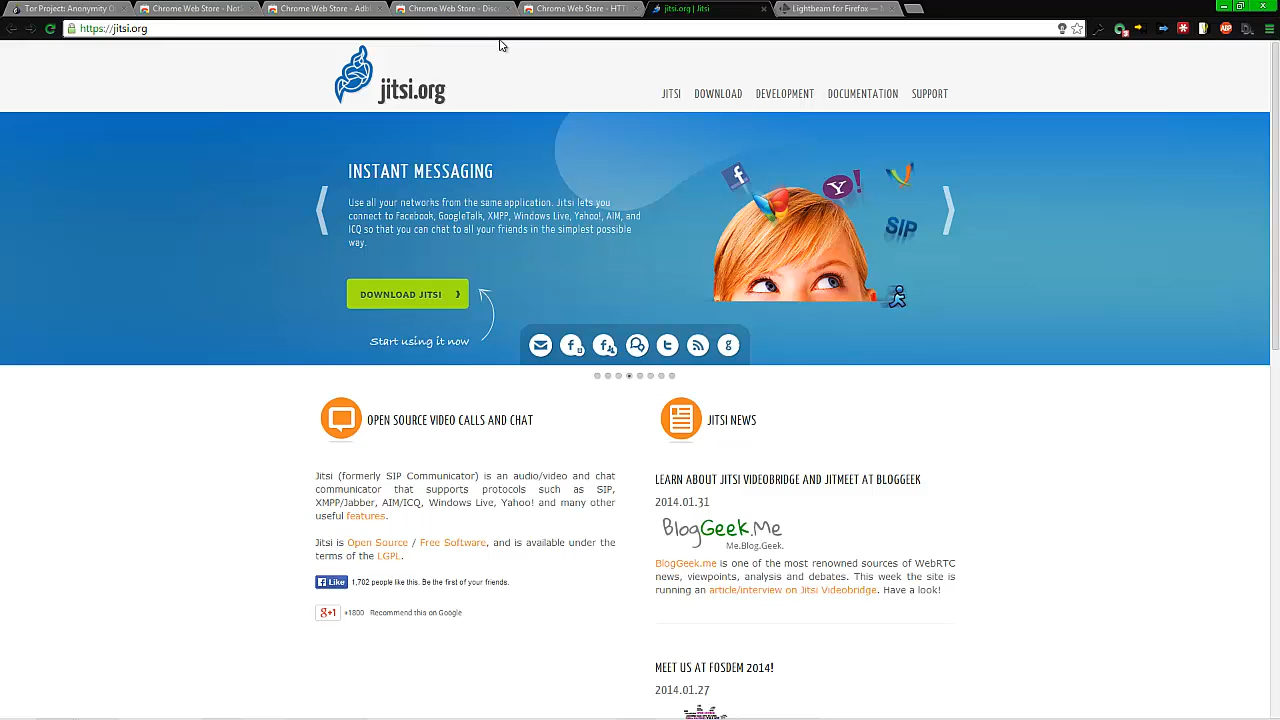 Tor Project: Anonymity O
Chrome Web Store - Not
Chrome Web Store - Adbl
Chrome Web Store - Disco
Chrome Web Store - HTT
jitsi.org | Jitsi
Lightbeam for Firefox —
https://jitsi.org
jitsi.org
JITSI DOWNLOAD DEVELOPMENT DOCUMENTATION SUPPORT
INSTANT MESSAGING
Use all your networks from the same application. Jitsi lets you
connect to Facebook, GoogleTalk, XMPP, Windows Live, Yahoo!, AIM, and
ICQ so that you can chat to all your friends in the simplest possible
way.
DOWNLOAD JITSI
Start using it now
f
Y!
SIP
OPEN SOURCE VIDEO CALLS AND CHAT
Jitsi (formerly SIP Communicator) is an audio/video and chat
communicator that supports protocols such as SIP,
XMPP/Jabber, AIM/ICQ, Windows Live, Yahoo! and many other
useful features.
Jitsi is Open Source / Free Software, and is available under the
terms of the LGPL.
Like 1,702 people like this. Be the first of your friends.
g+1 +1800 Recommend this on Google
JITSI NEWS
LEARN ABOUT JITSI VIDEOBRIDGE AND JITMEET AT BLOGGEEK
2014.01.31
BlogGeek.Me
Me.Blog.Geek.
BlogGeek.me is one of the most renowned sources of WebRTC
news, viewpoints, analysis and debates. This week the site is
running an article/interview on Jitsi Videobridge. Have a look!
MEET US AT FOSDEM 2014!
2014.01.27